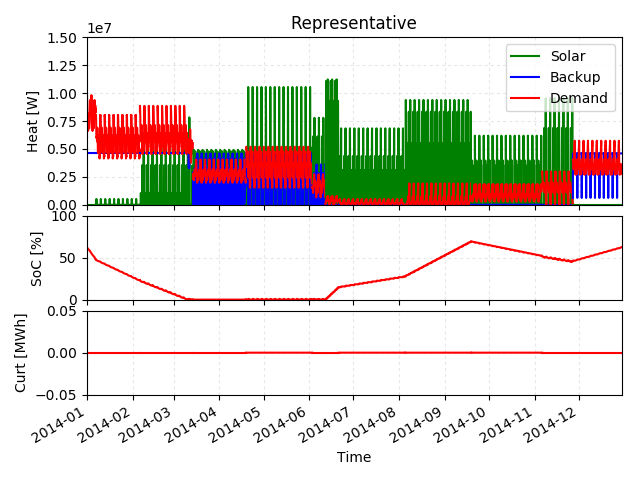 Representative
1e7
1.50
1.25
1.00
0.75
0.50
0.25
0.00
Heat [W]
Solar
Backup
Demand
100
50
0
SoC [%]
0.05
0.00
−0.05
Curt [MWh]
2014-01
2014-02
2014-03
2014-04
2014-05
2014-06
2014-07
2014-08
2014-09
2014-10
2014-11
2014-12
Time